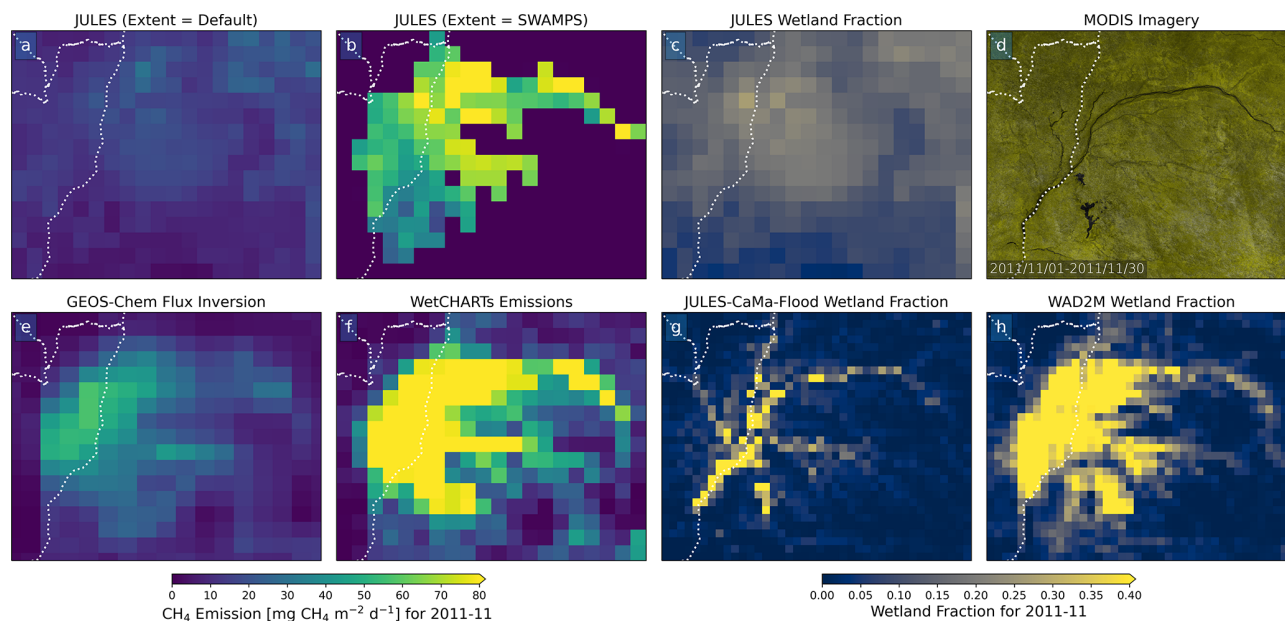 JULES (Extent = Default)
JULES (Extent = SWAMPS)
JULES Wetland Fraction
MODIS Imagery
a
b
c
d
2011/11/01-2011/11/30
GEOS-Chem Flux Inversion
WetCHARTs Emissions
JULES-CaMa-Flood Wetland Fraction
WAD2M Wetland Fraction
e
f
g
h
0 10 20 30 40 50 60 70 80
CH₄ Emission [mg CH₄ m⁻² d⁻¹] for 2011-11
0.00 0.05 0.10 0.15 0.20 0.25 0.30 0.35 0.40
Wetland Fraction for 2011-11